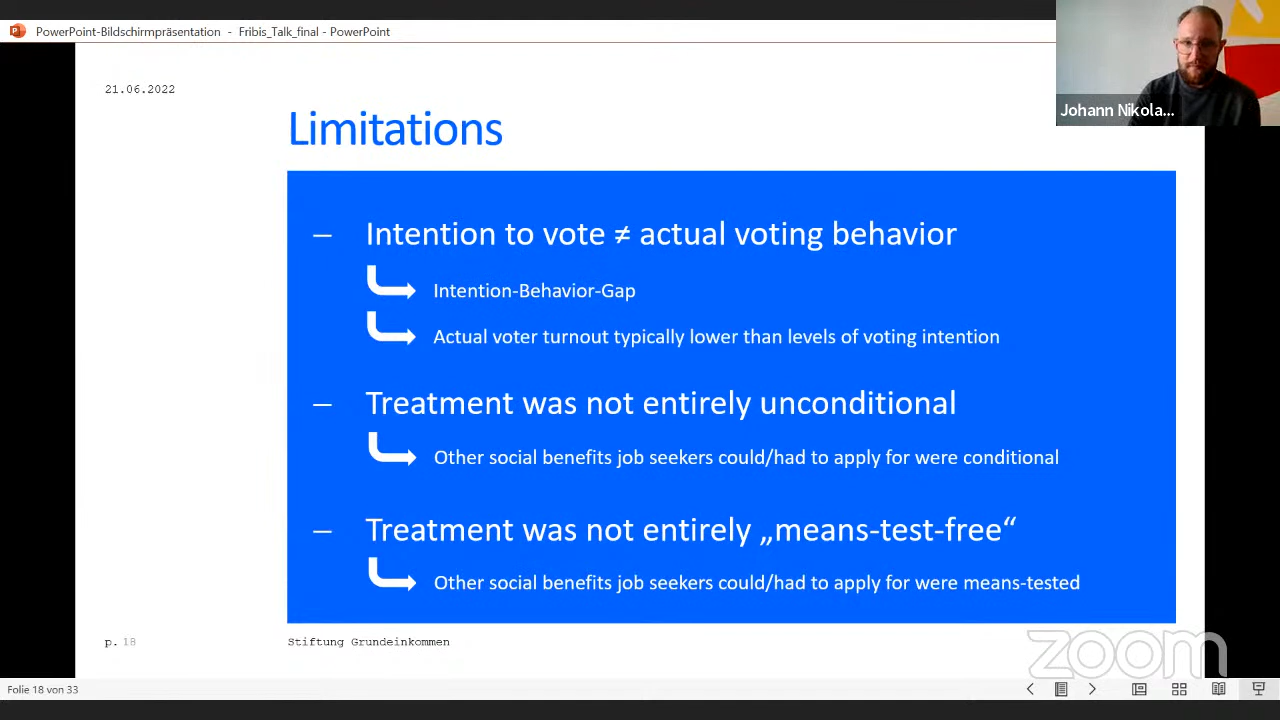 PowerPoint-Bildschirmpräsentation - Fribis_Talk_final - PowerPoint
Johann Nikola...
21.06.2022
Limitations
– Intention to vote ≠ actual voting behavior
Intention-Behavior-Gap
Actual voter turnout typically lower than levels of voting intention
– Treatment was not entirely unconditional
Other social benefits job seekers could/had to apply for were conditional
– Treatment was not entirely „means-test-free“
Other social benefits job seekers could/had to apply for were means-tested
p. 18
Stiftung Grundeinkommen
zoom
Folie 18 von 33